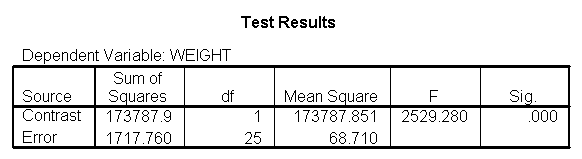 Test Results
Dependent Variable: WEIGHT
Source Sum of Squares df Mean Square F Sig.
Contrast 173787.9 1 173787.851 2529.280 .000
Error 1717.760 25 68.710